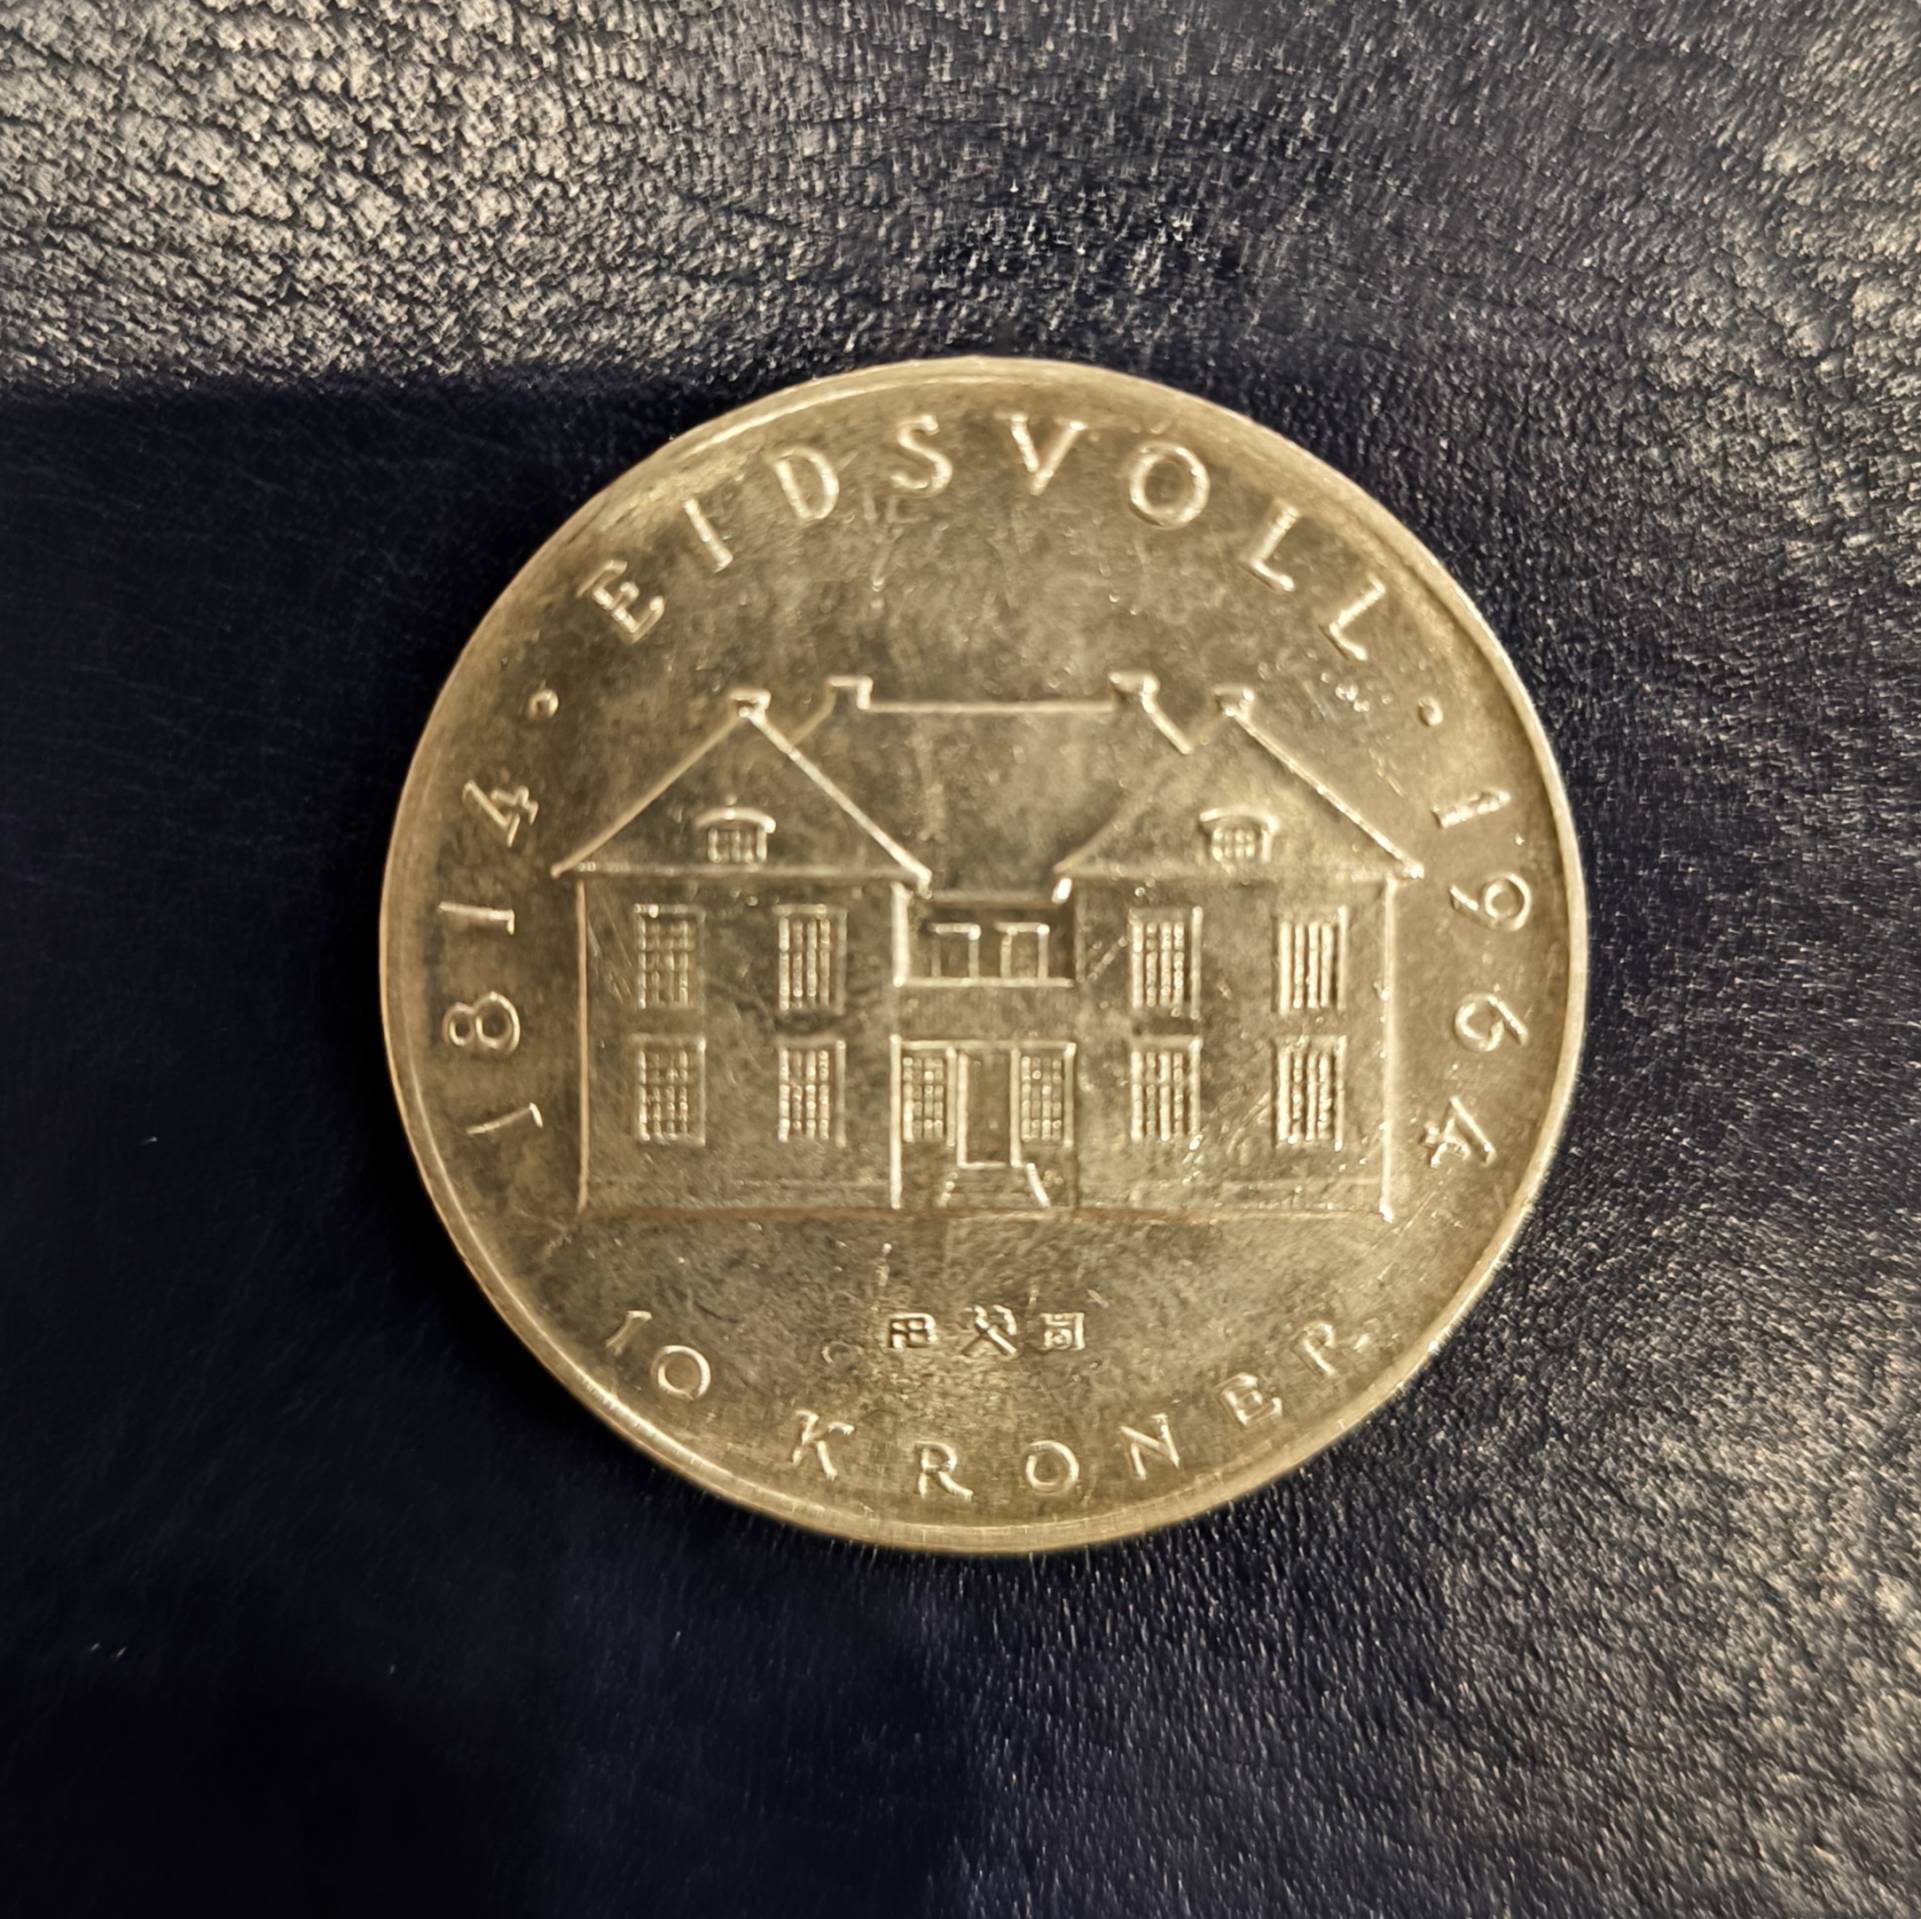 1814 • EIDSVOLL • 1964
10 KRONER